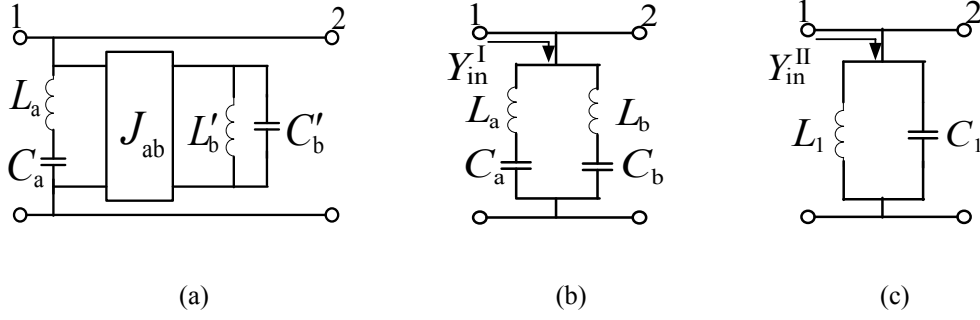 1 2
L_a
C_a
J_ab
L'_b
C'_b
(a)
1 2
Y_in^I
L_a
L_b
C_a
C_b
(b)
1 2
Y_in^II
L_1
C_1
(c)